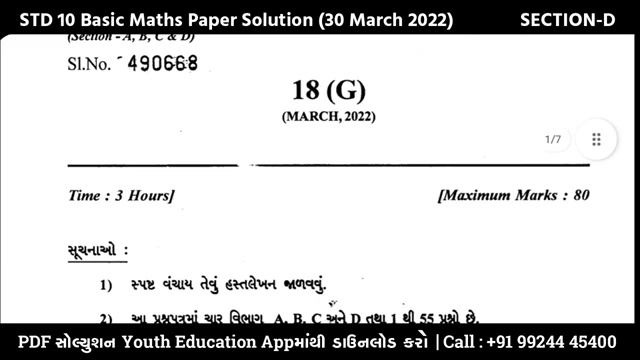 STD 10 Basic Maths Paper Solution (30 March 2022) SECTION-D
(Section - A, B, C & D)
Sl.No. 490668
18 (G)
(MARCH, 2022)
1/7
Time : 3 Hours] [Maximum Marks : 80
સૂચનાઓ :
1) સ્પષ્ટ વંચાય તેવું હસ્તલેખન જાળવવું.
2) આ પ્રશ્નપત્રમાં ચાર વિભાગ A, B, C અને D તથા 1 થી 55 પ્રશ્નો છે.
PDF સોલ્યુશન Youth Education Appમાંથી ડાઉનલોડ કરો | Call : +91 99244 45400